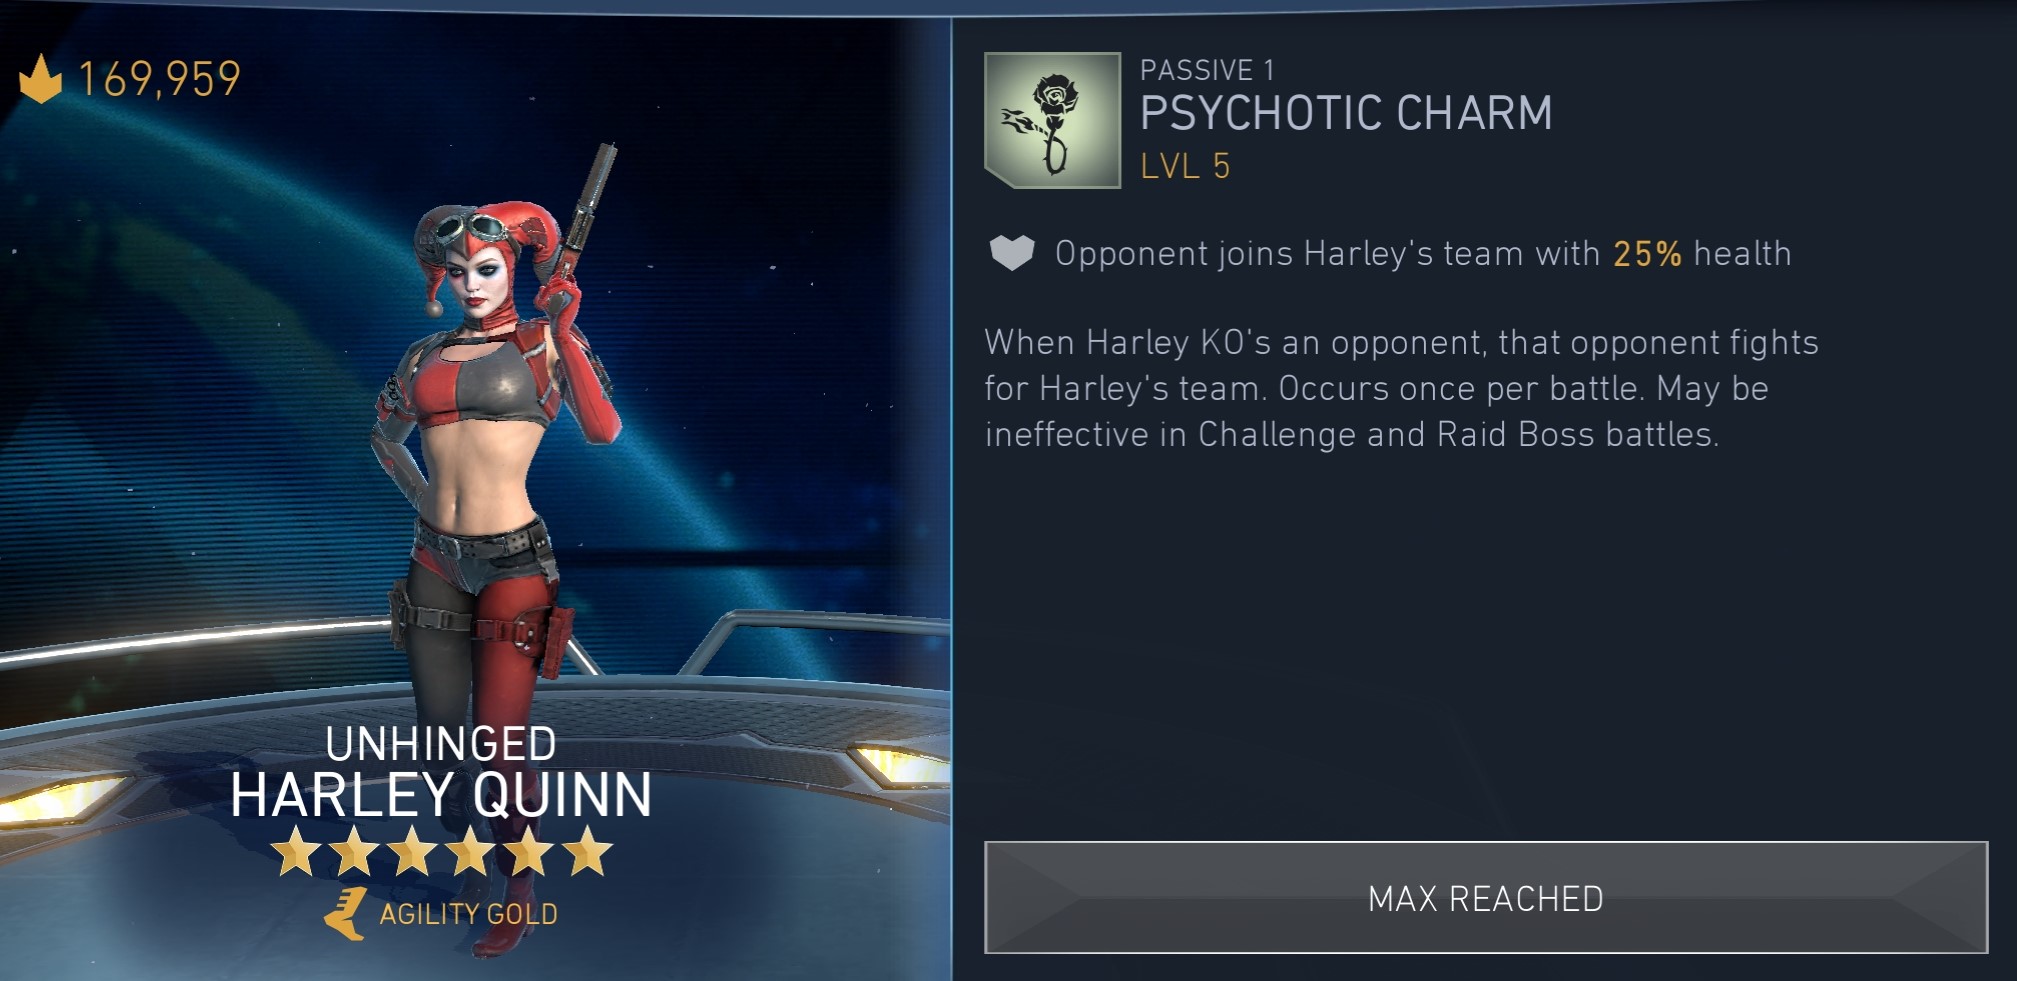 169,959
UNHINGED
HARLEY QUINN
AGILITY GOLD
PASSIVE 1
PSYCHOTIC CHARM
LVL 5
Opponent joins Harley's team with 25% health
When Harley KO's an opponent, that opponent fights
for Harley's team. Occurs once per battle. May be
ineffective in Challenge and Raid Boss battles.
MAX REACHED